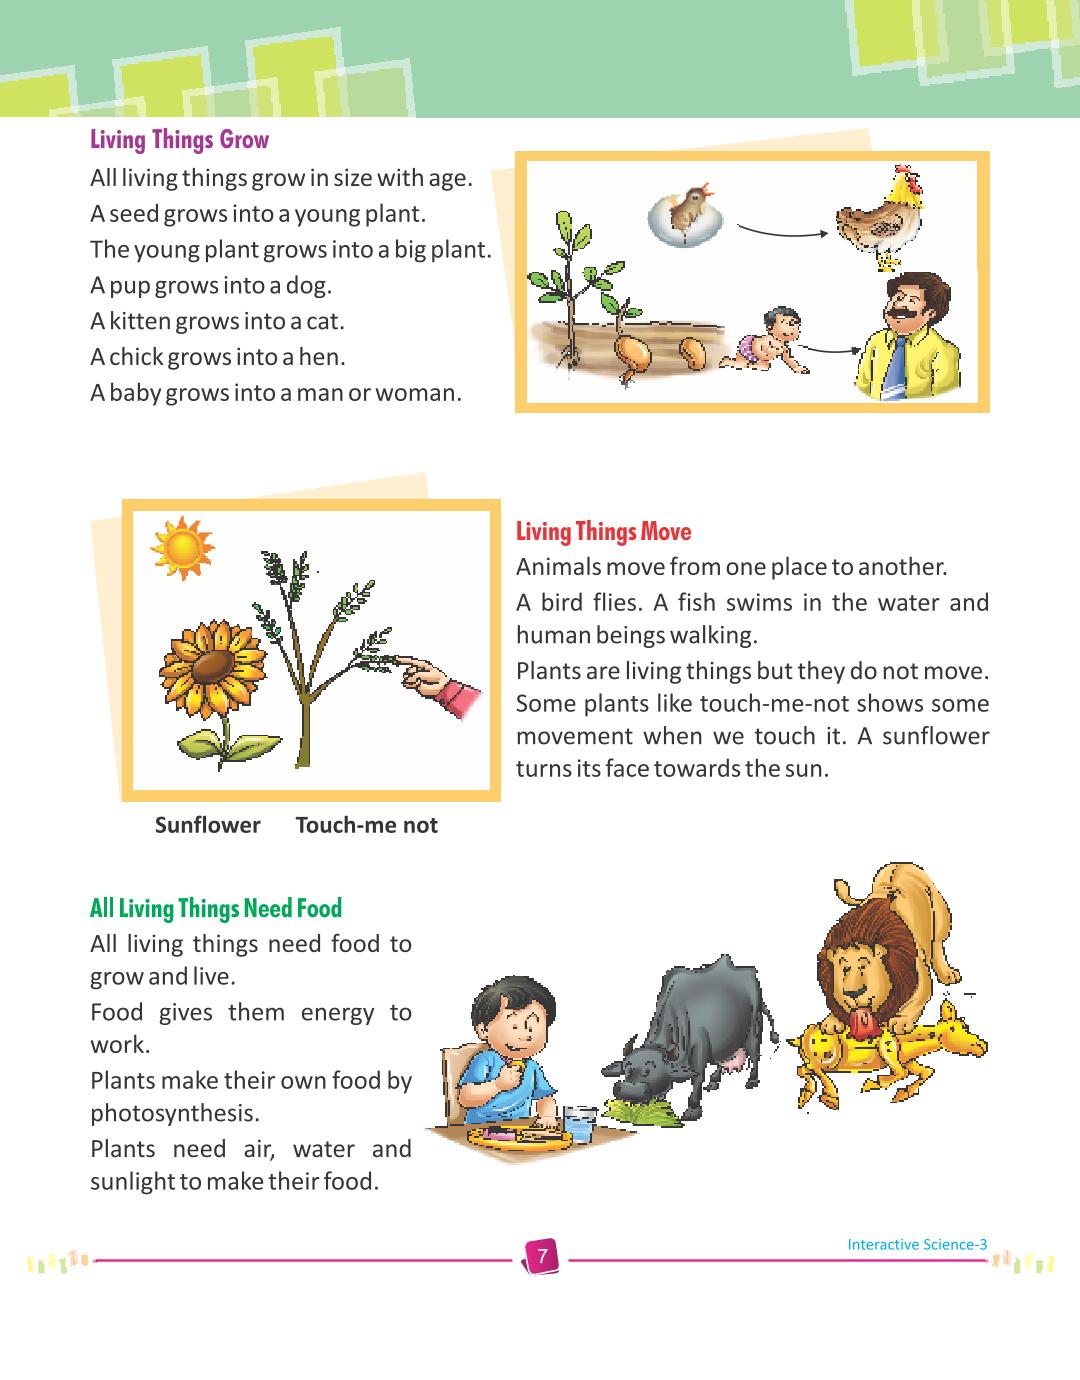 Living Things Grow
All living things grow in size with age.
A seed grows into a young plant.
The young plant grows into a big plant.
A pup grows into a dog.
A kitten grows into a cat.
A chick grows into a hen.
A baby grows into a man or woman.
Living Things Move
Animals move from one place to another.
A bird flies. A fish swims in the water and
human beings walking.
Plants are living things but they do not move.
Some plants like touch-me-not shows some
movement when we touch it. A sunflower
turns its face towards the sun.
Sunflower Touch-me not
All Living Things Need Food
All living things need food to
grow and live.
Food gives them energy to
work.
Plants make their own food by
photosynthesis.
Plants need air, water and
sunlight to make their food.
Interactive Science-3
7